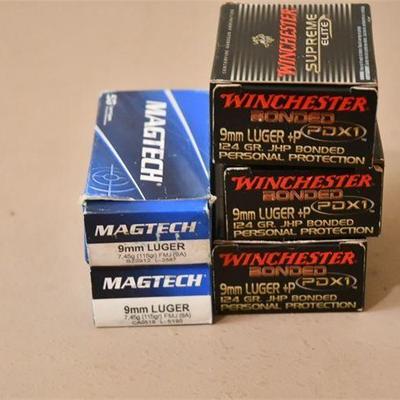 MAGTECH
MAGTECH
9mm LUGER
7,45g (115gr) FMJ (9A)
MAGTECH
9mm LUGER
7,45g (115gr) FMJ (9A)
WINCHESTER
SUPREME
ELITE
WINCHESTER
BONDED
PDX1
9mm LUGER +P
124 GR. JHP BONDED
PERSONAL PROTECTION
WINCHESTER
BONDED
PDX1
9mm LUGER +P
124 GR. JHP BONDED
PERSONAL PROTECTION
WINCHESTER
BONDED
PDX1
9mm LUGER +P
124 GR. JHP BONDED
PERSONAL PROTECTION